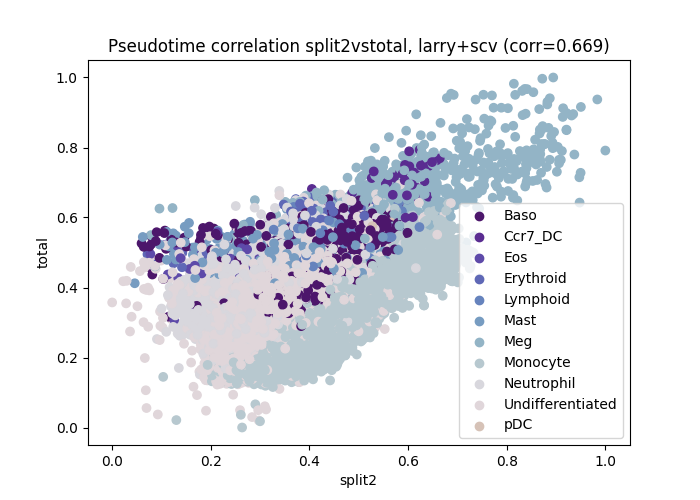 Pseudotime correlation split2vstotal, larry+scv (corr=0.669)
1.0
0.8
0.6
0.4
0.2
0.0
total
Baso
Ccr7_DC
Eos
Erythroid
Lymphoid
Mast
Meg
Monocyte
Neutrophil
Undifferentiated
pDC
0.0 0.2 0.4 0.6 0.8 1.0
split2